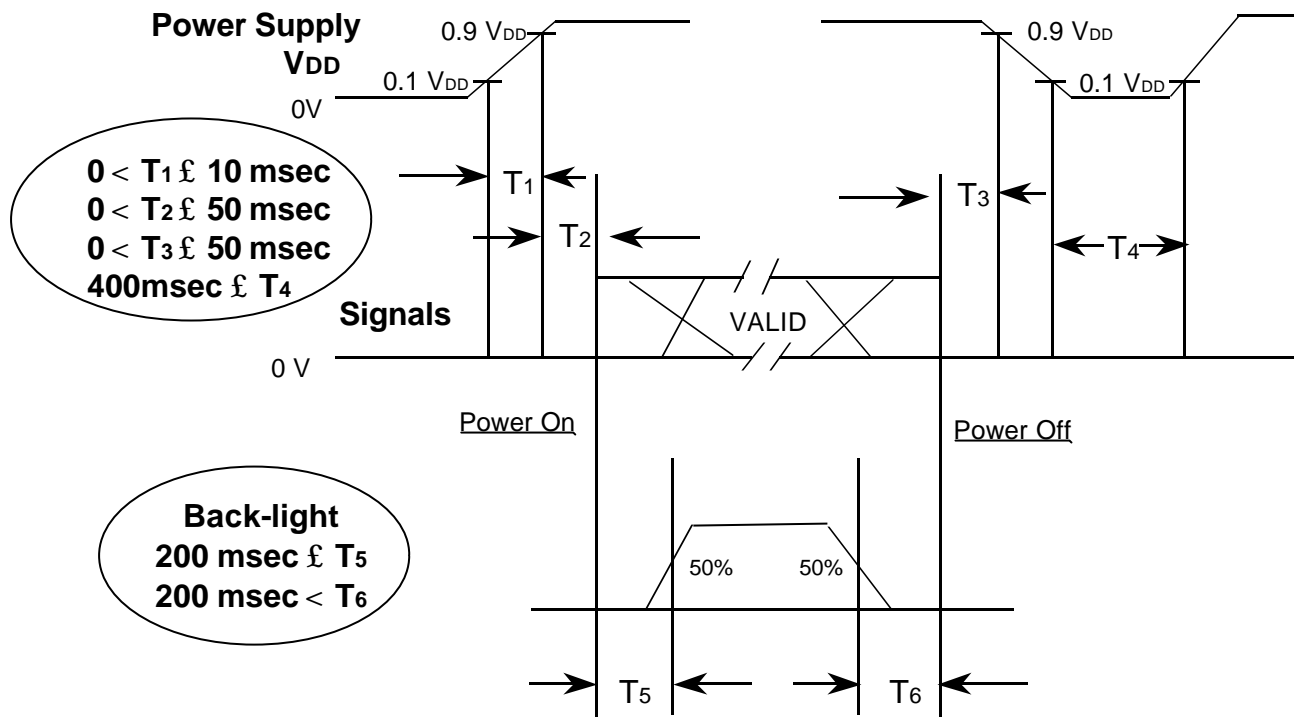 Power Supply
VDD
0.9 VDD
0.1 VDD
0V
0.9 VDD
0.1 VDD
0 < T1 £ 10 msec
0 < T2 £ 50 msec
0 < T3 £ 50 msec
400msec £ T4
T1
T2
T3
T4
Signals
VALID
0 V
Power On
Power Off
Back-light
200 msec £ T5
200 msec < T6
50%
50%
T5
T6